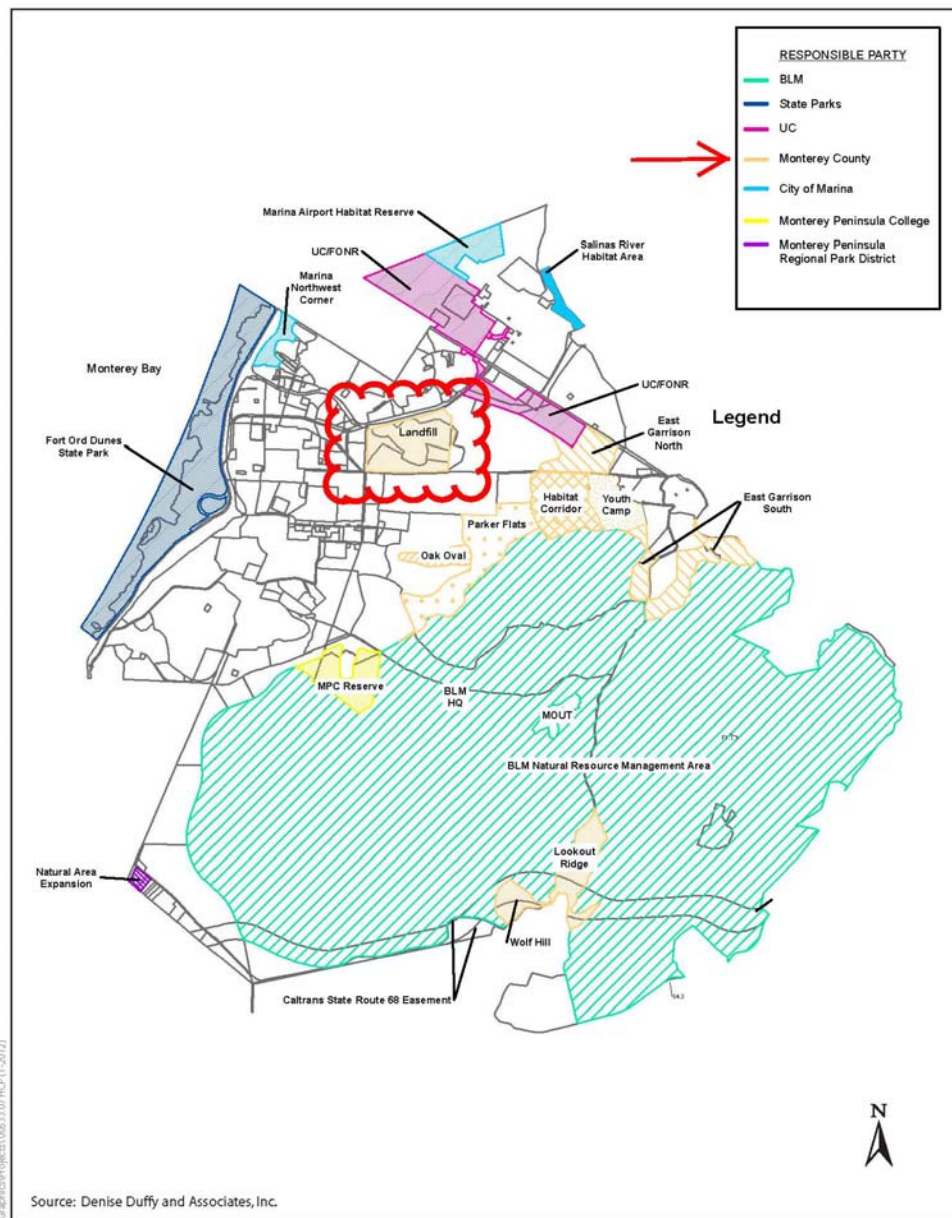 RESPONSIBLE PARTY
BLM
State Parks
UC
Monterey County
City of Marina
Monterey Peninsula College
Monterey Peninsula
Regional Park District
Legend
Marina Airport Habitat Reserve
UC/FONR
Salinas River
Habitat Area
Marina
Northwest
Corner
Monterey Bay
UC/FONR
Landfill
East
Garrison
North
Fort Ord Dunes
State Park
Habitat
Corridor
Youth
Camp
East Garrison
South
Parker Flats
Oak Oval
MPC Reserve
BLM
HQ
MOUT
BLM Natural Resource Management Area
Lookout
Ridge
Natural Area
Expansion
Wolf Hill
Caltrans State Route 68 Easement
N
Source: Denise Duffy and Associates, Inc.